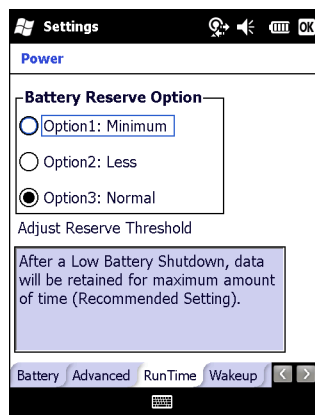 Settings
OK
Power
Battery Reserve Option
Option1: Minimum
Option2: Less
Option3: Normal
Adjust Reserve Threshold
After a Low Battery Shutdown, data
will be retained for maximum amount
of time (Recommended Setting).
Battery Advanced RunTime Wakeup